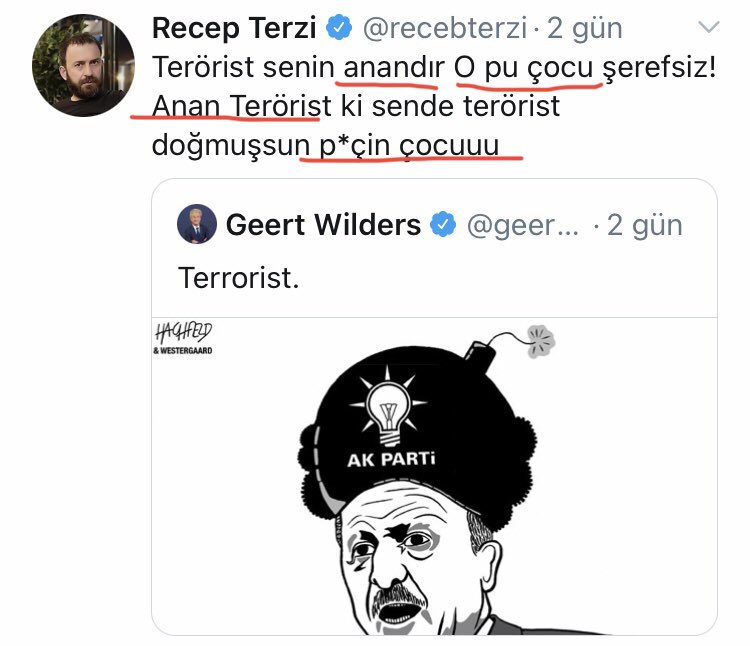 Recep Terzi @recebterzi · 2 gün
Terörist senin anandır O pu çocu şerefsiz!
Anan Terörist ki sende terörist
doğmuşsun p*çin çocuuu
Geert Wilders @geer... · 2 gün
Terrorist.
HACHFELD
& WESTERGAARD
AK PARTİ